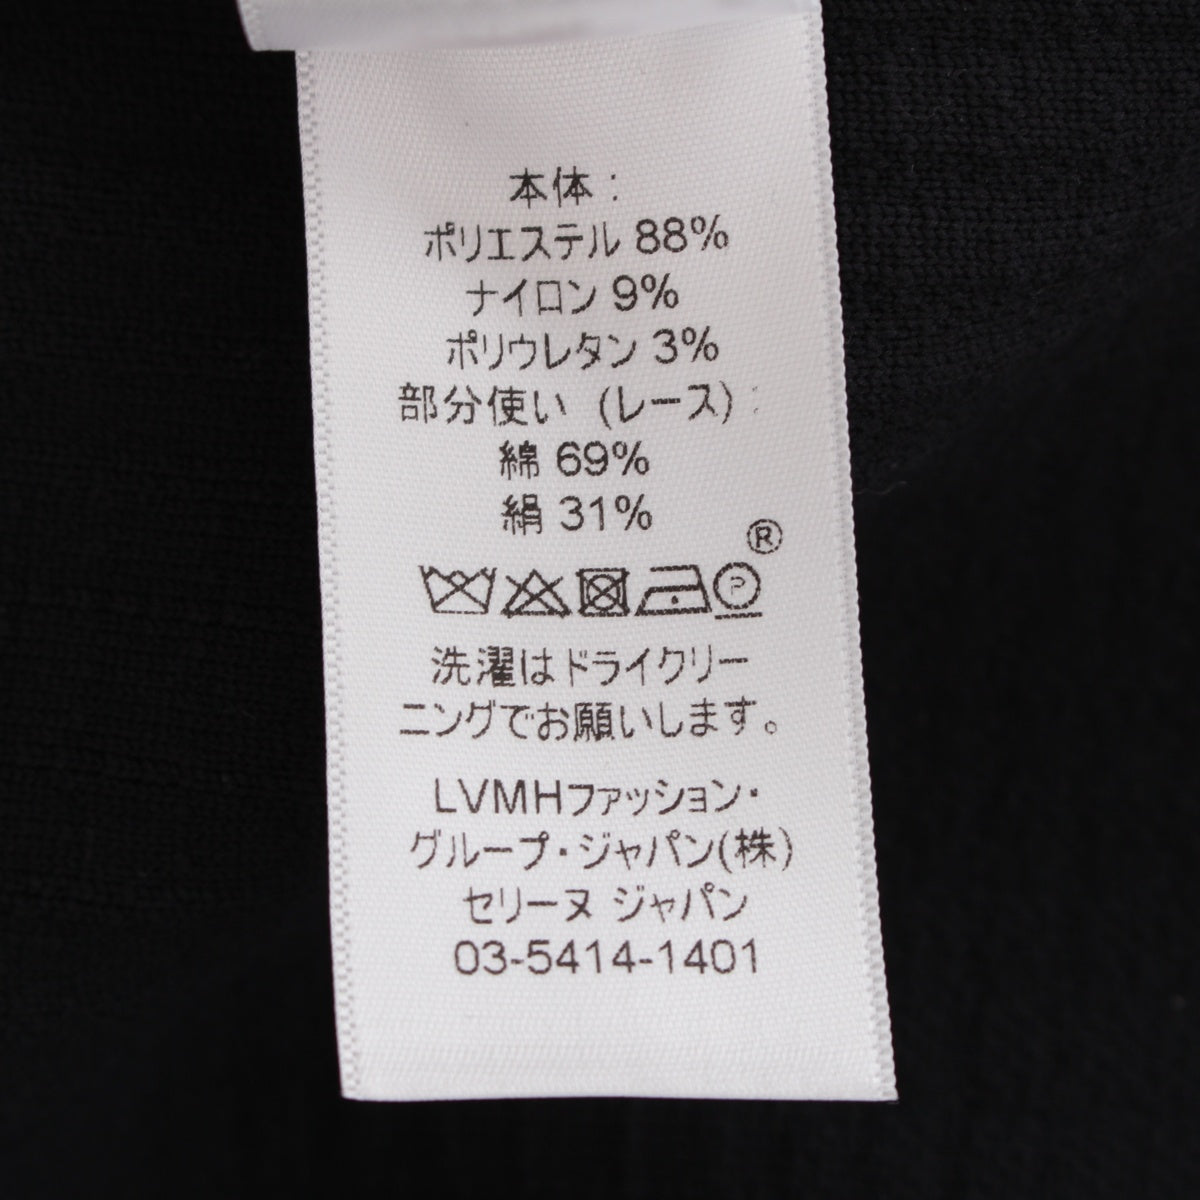 本体：
ポリエステル 88%
ナイロン 9%
ポリウレタン 3%
部分使い (レース)：
綿 69%
絹 31%
®
P
洗濯はドライクリー
ニングでお願いします。
LVMHファッション・
グループ・ジャパン(株)
セリーヌ ジャパン
03-5414-1401